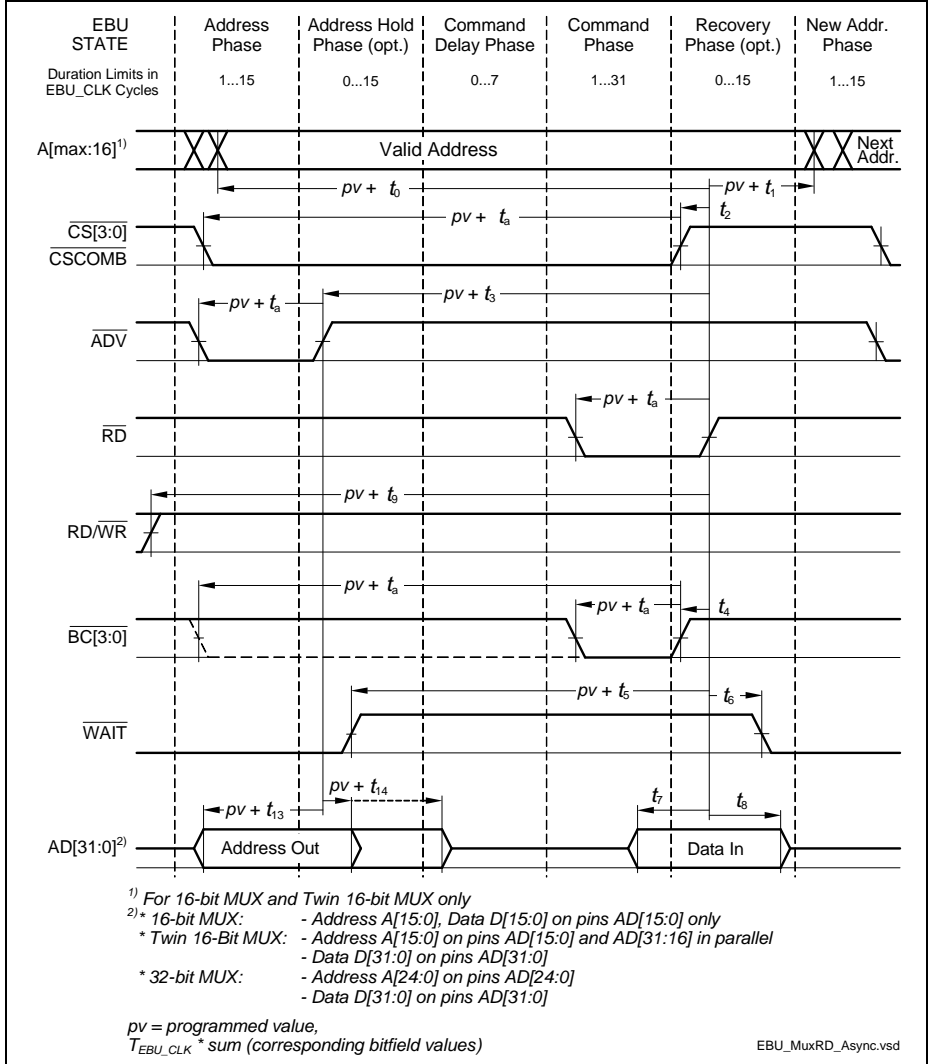 EBU STATE
Address Phase
Address Hold Phase (opt.)
Command Delay Phase
Command Phase
Recovery Phase (opt.)
New Addr. Phase
Duration Limits in EBU_CLK Cycles
1...15
0...15
0...7
1...31
0...15
1...15
A[max:16]1)
Valid Address
Next Addr.
pv + t0
pv + t1
pv + ta
t2
CS[3:0]
CSCOMB
pv + ta
pv + t3
ADV
pv + ta
RD
pv + t9
RD/WR
pv + ta
pv + ta
t4
BC[3:0]
pv + t5
t6
WAIT
pv + t13
pv + t14
t7
t8
AD[31:0]2)
Address Out
Data In
1) For 16-bit MUX and Twin 16-bit MUX only
2)* 16-bit MUX: - Address A[15:0], Data D[15:0] on pins AD[15:0] only
* Twin 16-Bit MUX: - Address A[15:0] on pins AD[15:0] and AD[31:16] in parallel
- Data D[31:0] on pins AD[31:0]
* 32-bit MUX: - Address A[24:0] on pins AD[24:0]
- Data D[31:0] on pins AD[31:0]
pv = programmed value,
TEBU_CLK * sum (corresponding bitfield values)
EBU_MuxRD_Async.vsd